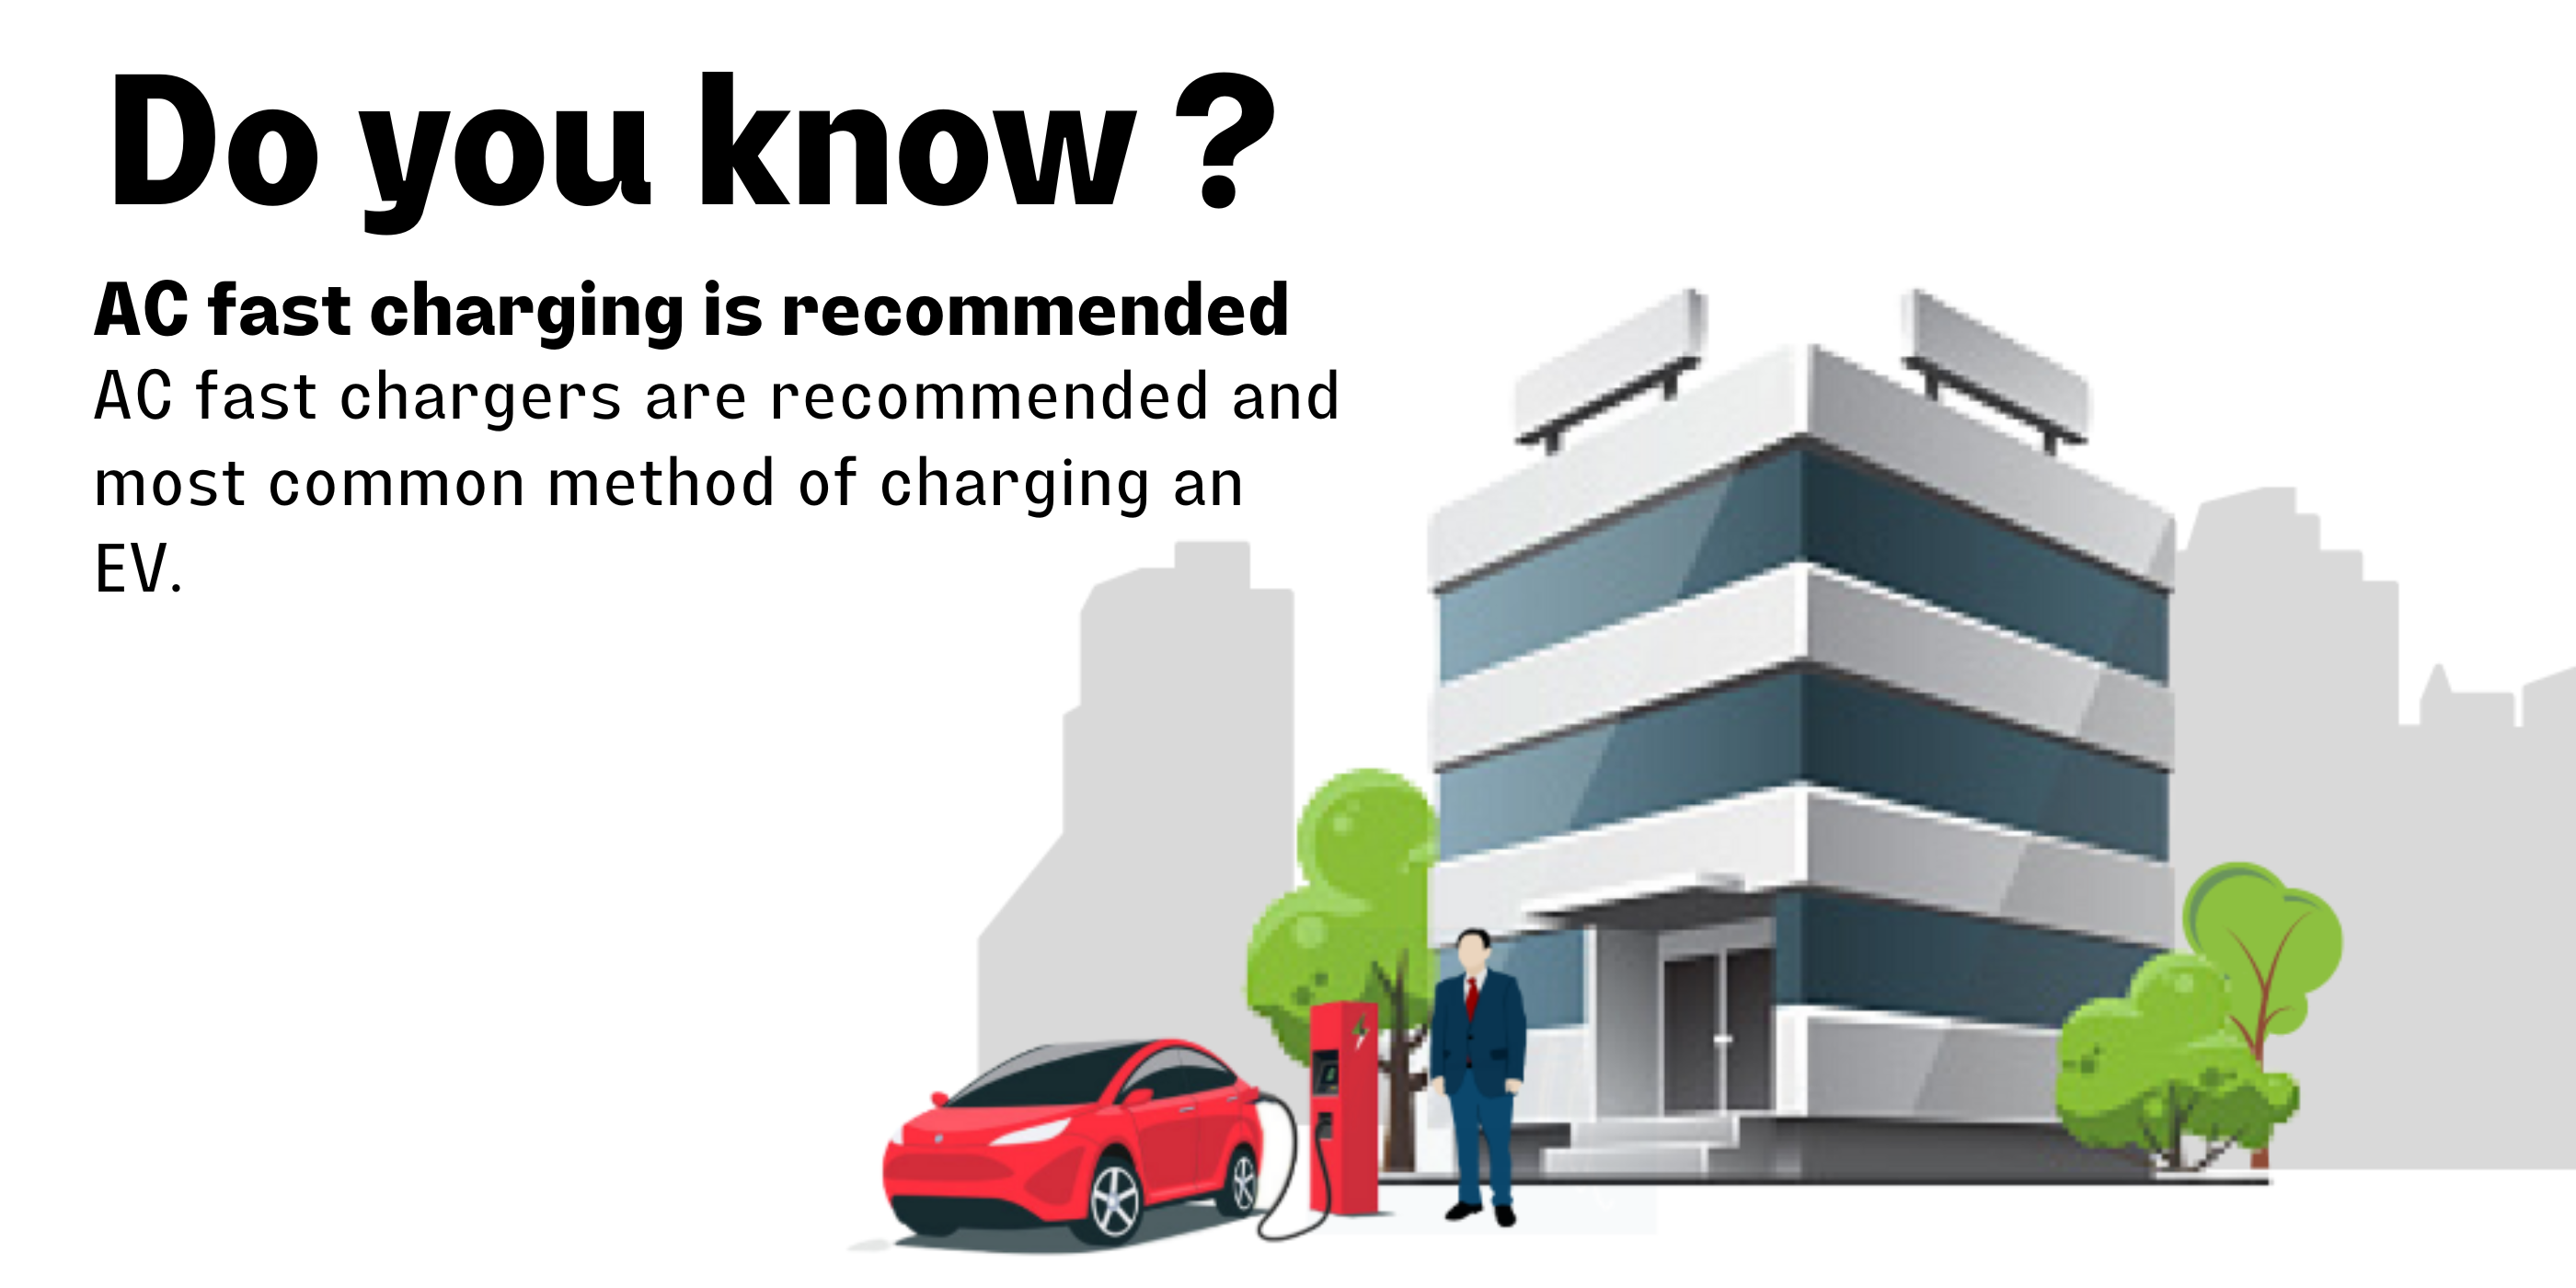 Do you know ?
AC fast charging is recommended
AC fast chargers are recommended and
most common method of charging an
EV.